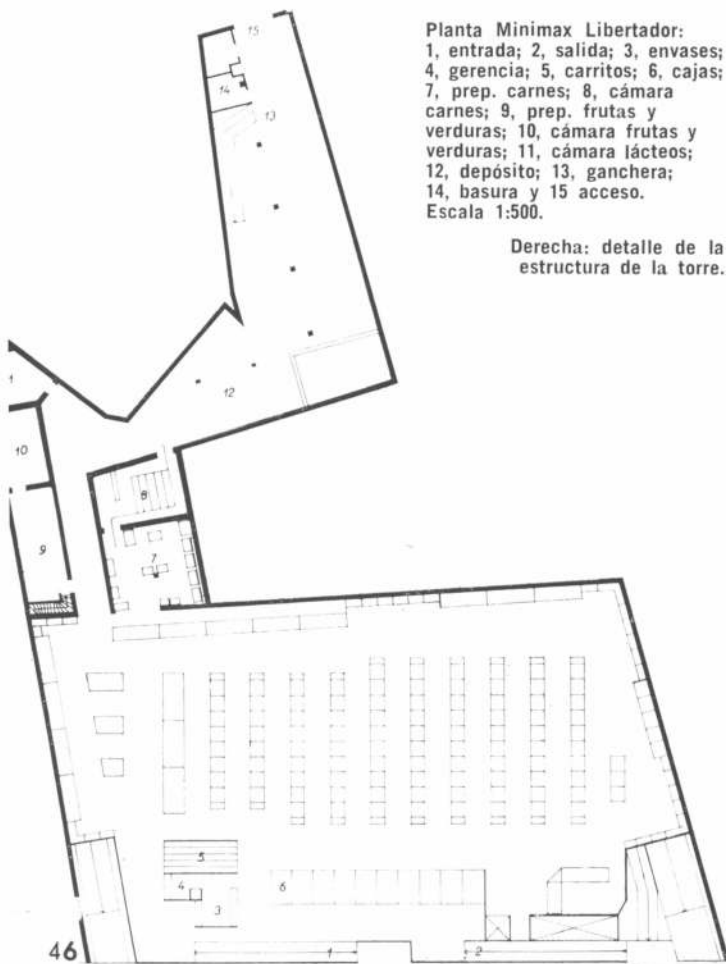 Planta Minimax Libertador:
1, entrada; 2, salida; 3, envases;
4, gerencia; 5, carritos; 6, cajas;
7, prep. carnes; 8, cámara
carnes; 9, prep. frutas y
verduras; 10, cámara frutas y
verduras; 11, cámara lácteos;
12, depósito; 13, ganchera;
14, basura y 15 acceso.
Escala 1:500.
Derecha: detalle de la
estructura de la torre.
15
14
13
1
12
10
8
9
7
5
4
6
3
1
2
46